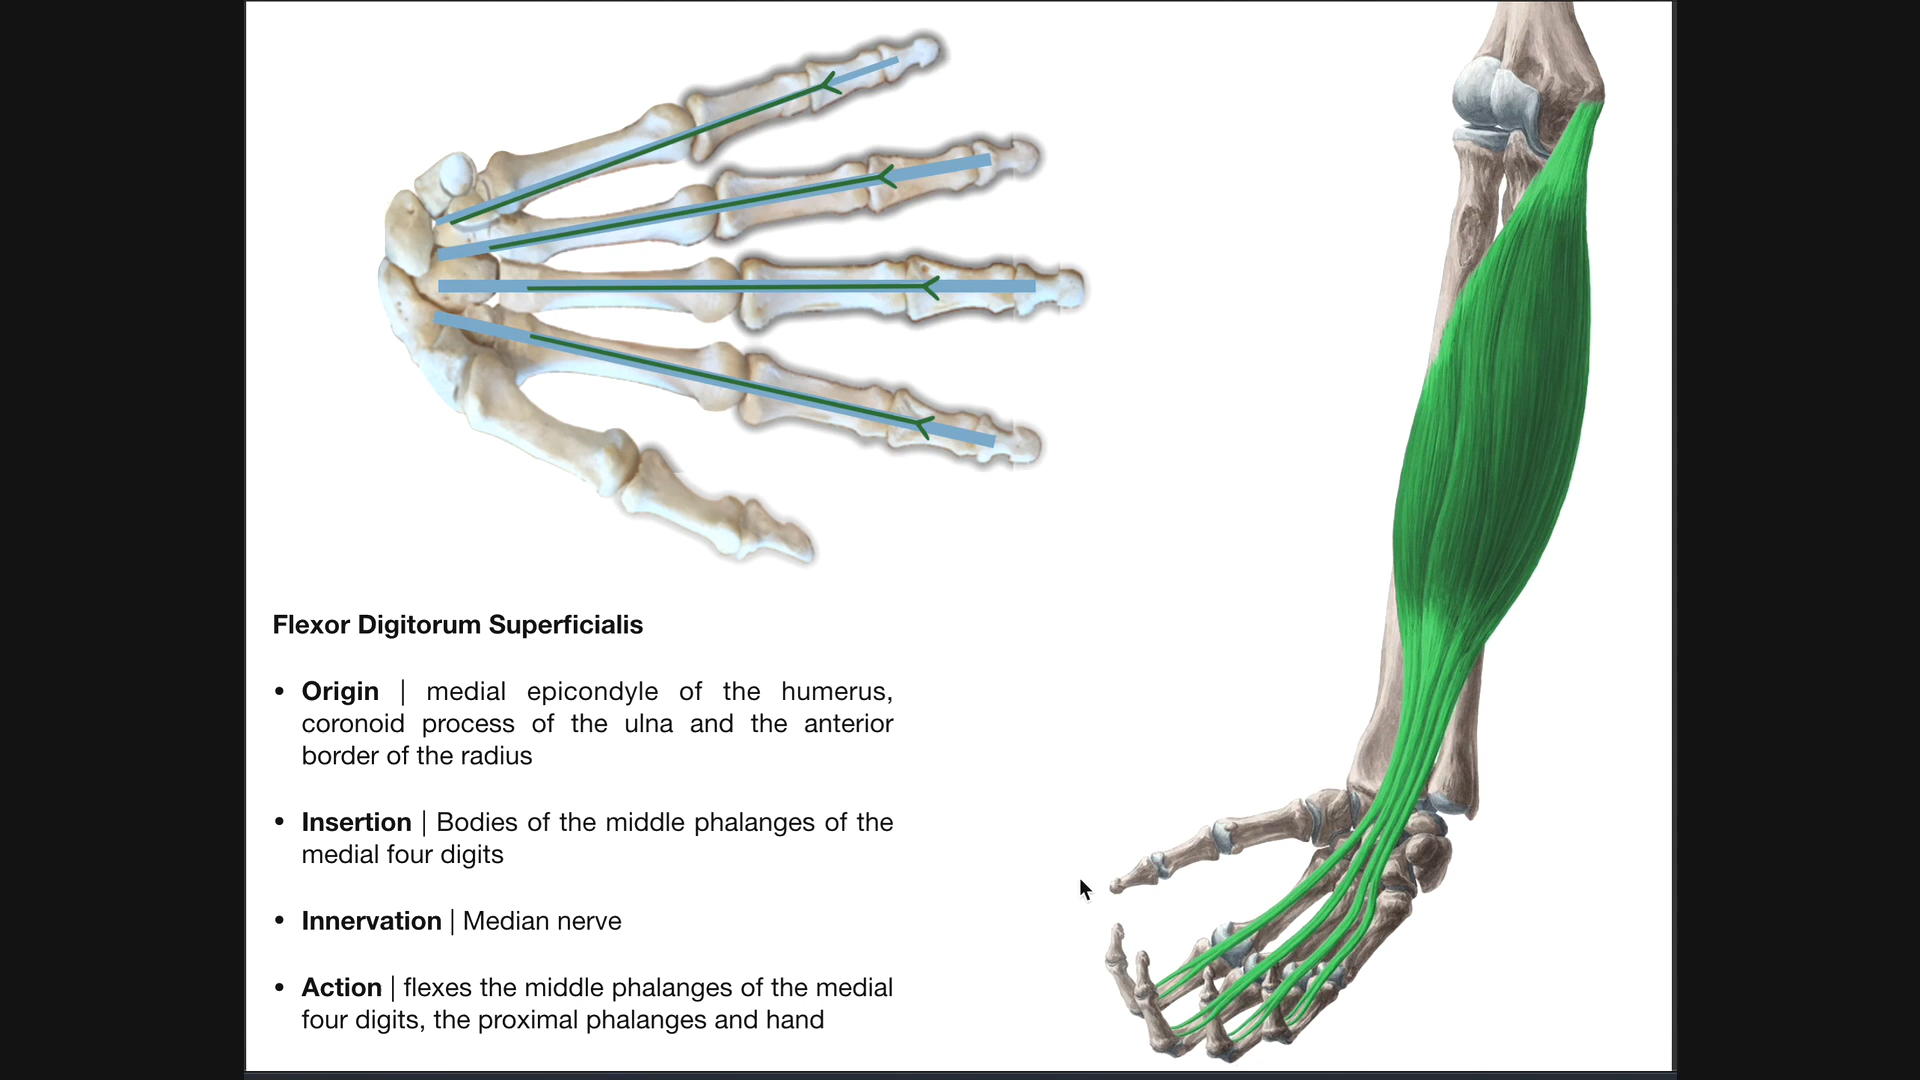 Flexor Digitorum Superficialis
• Origin | medial epicondyle of the humerus,
coronoid process of the ulna and the anterior
border of the radius
• Insertion | Bodies of the middle phalanges of the
medial four digits
• Innervation | Median nerve
• Action | flexes the middle phalanges of the medial
four digits, the proximal phalanges and hand